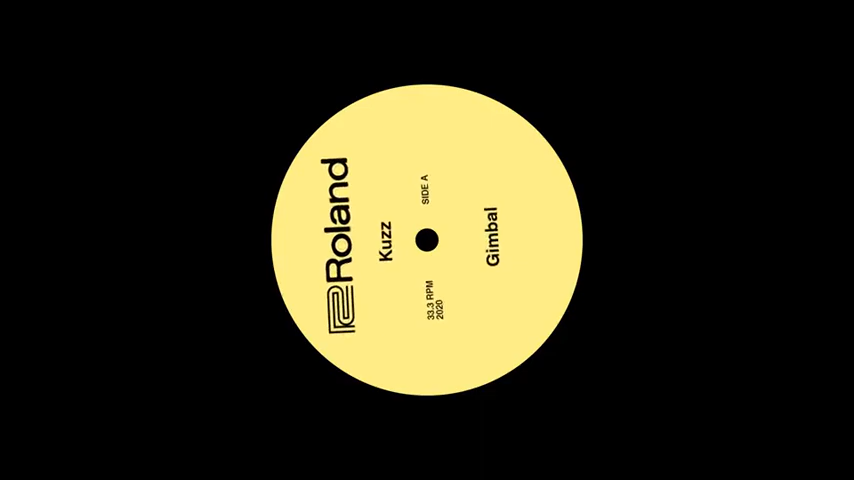 Roland
Kuzz
33.3 RPM
2020
SIDE A
Gimbal